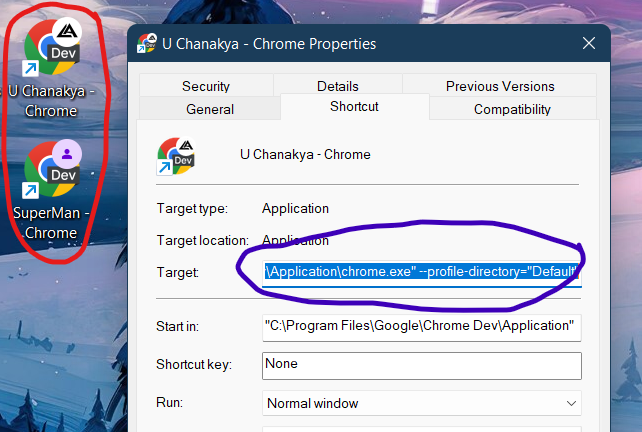 Dev
U Chanakya -
Chrome
Dev
SuperMan -
Chrome
U Chanakya - Chrome Properties
Security Details Previous Versions
General Shortcut Compatibility
Dev
U Chanakya - Chrome
Target type: Application
Target location: Application
Target: \Application\chrome.exe" --profile-directory="Default"
Start in: "C:\Program Files\Google\Chrome Dev\Application"
Shortcut key: None
Run: Normal window